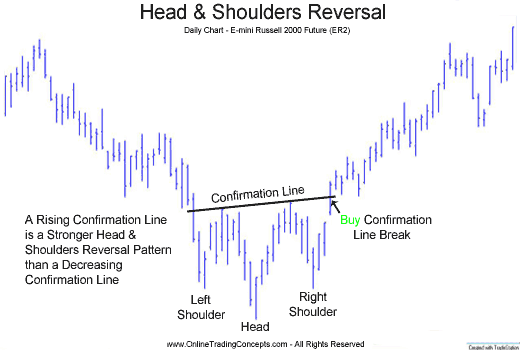 Head & Shoulders Reversal
Daily Chart - E-mini Russell 2000 Future (ER2)
Confirmation Line
A Rising Confirmation Line
is a Stronger Head &
Shoulders Reversal Pattern
than a Decreasing
Confirmation Line
Buy Confirmation
Line Break
Left
Shoulder
Head
Right
Shoulder
www.OnlineTradingConcepts.com - All Rights Reserved
Created with TradeStation